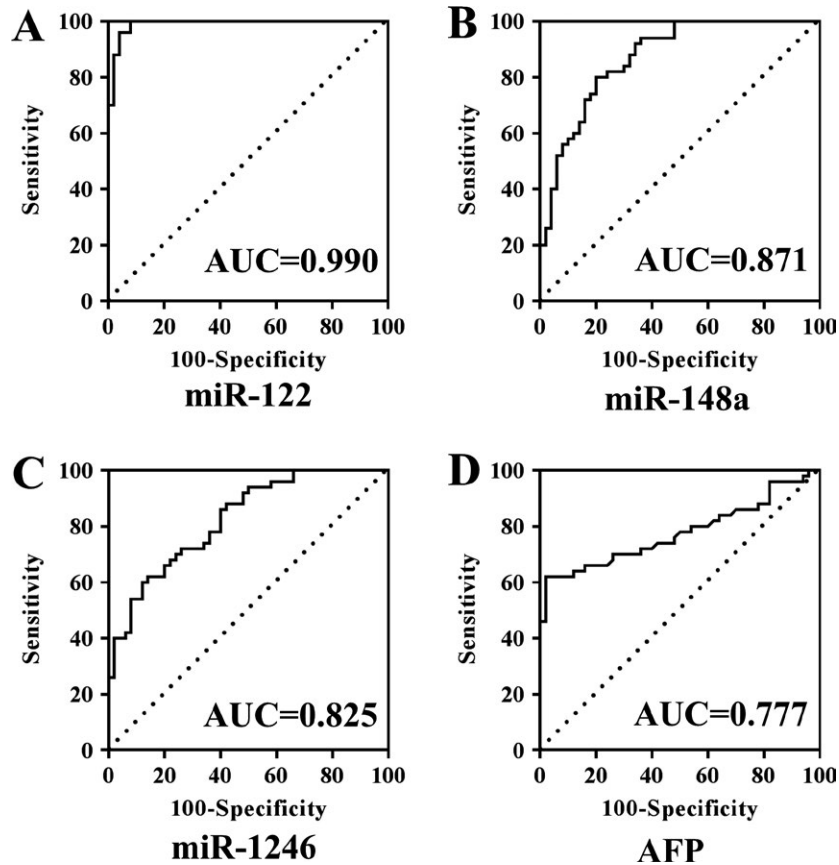 A
100
80
60
40
20
0
Sensitivity
AUC=0.990
0 20 40 60 80 100
100-Specificity
miR-122
B
100
80
60
40
20
0
Sensitivity
AUC=0.871
0 20 40 60 80 100
100-Specificity
miR-148a
C
100
80
60
40
20
0
Sensitivity
AUC=0.825
0 20 40 60 80 100
100-Specificity
miR-1246
D
100
80
60
40
20
0
Sensitivity
AUC=0.777
0 20 40 60 80 100
100-Specificity
AFP